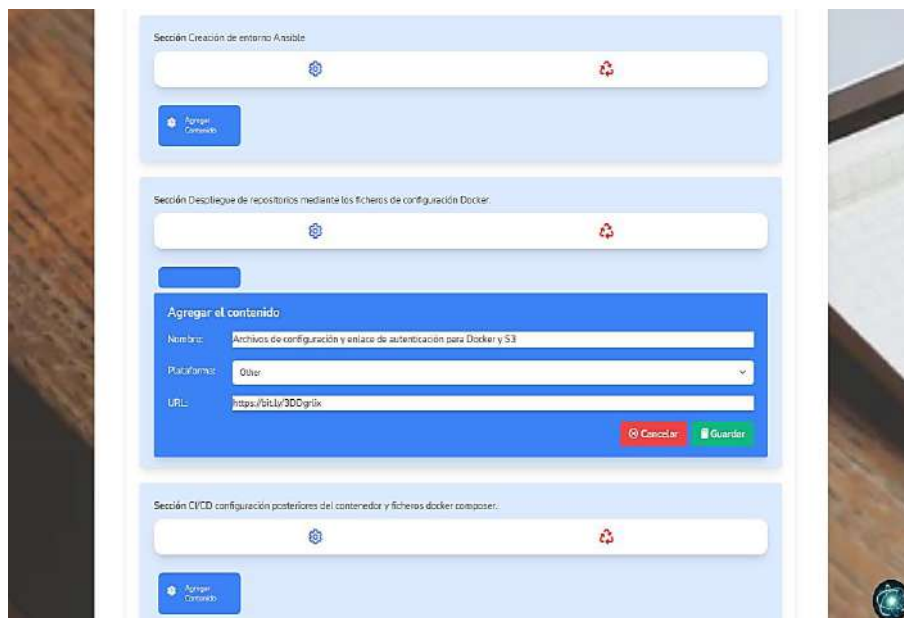 Sección Creación de entorno Ansible
Agregar
Contenido
Sección Despliegue de repositorios mediante los ficheros de configuración Docker.
Agregar el contenido
Nombre: Archivos de configuración y enlace de autenticación para Docker y S3
Plataforma: Other
URL: https://bit.ly/3DDgrlix
Cancelar Guardar
Sección CI/CD configuración posteriores del contenedor y ficheros docker composer.
Agregar
Contenido